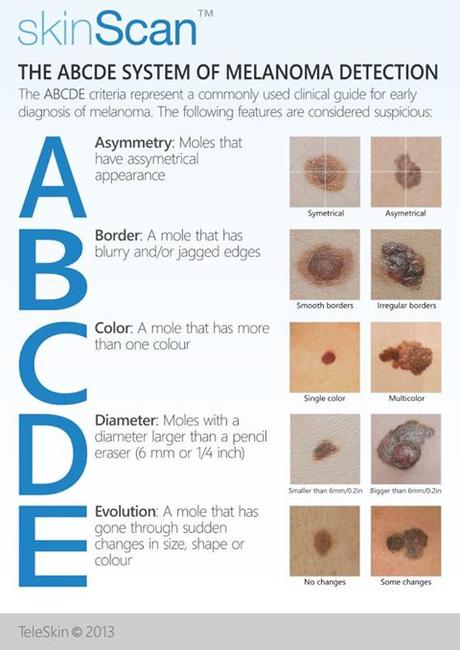 skinScan™
THE ABCDE SYSTEM OF MELANOMA DETECTION
The ABCDE criteria represent a commonly used clinical guide for early
diagnosis of melanoma. The following features are considered suspicious:
A
Asymmetry: Moles that
have assymetrical
appearance
Symetrical
Asymetrical
B
Border: A mole that has
blurry and/or jagged edges
Smooth borders
Irregular borders
C
Color: A mole that has more
than one colour
Single color
Multicolor
D
Diameter: Moles with a
diameter larger than a pencil
eraser (6 mm or 1/4 inch)
Smaller than 6mm/0.2in
Bigger than 6mm/0.2in
E
Evolution: A mole that has
gone through sudden
changes in size, shape or
colour
No changes
Some changes
TeleSkin © 2013